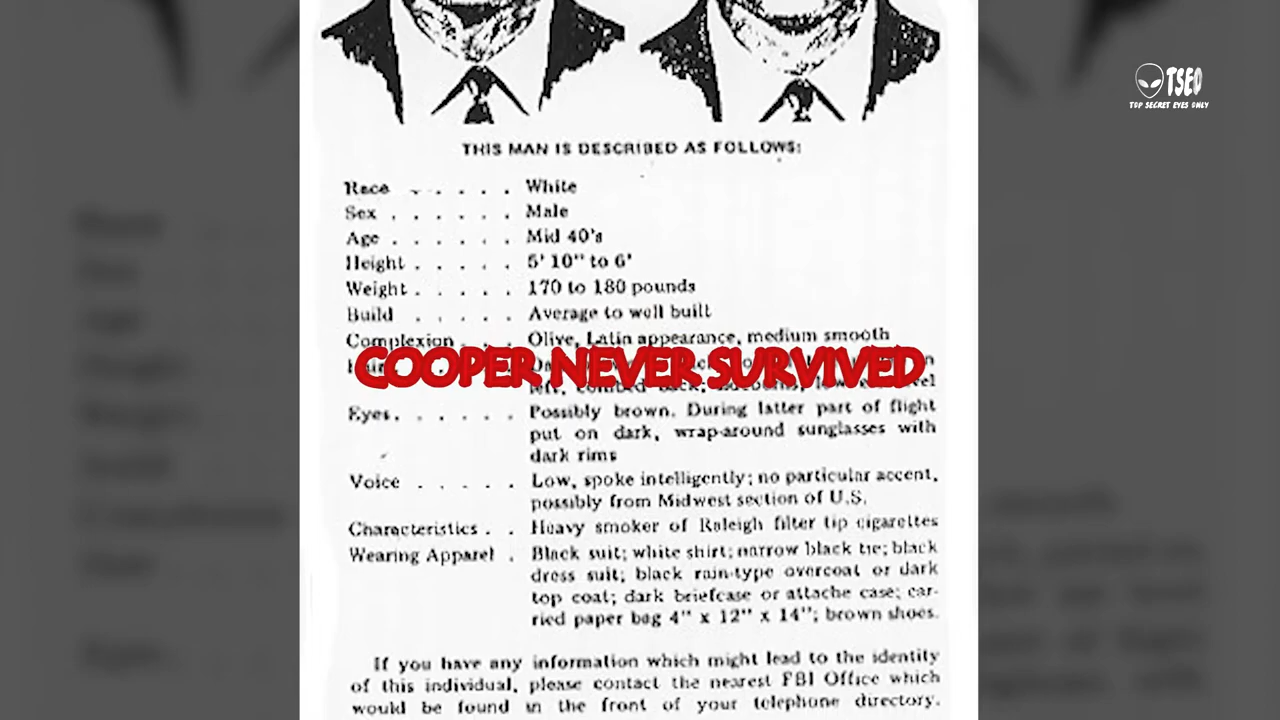 TSEO
TOP SECRET EYES ONLY
THIS MAN IS DESCRIBED AS FOLLOWS:
Race . . . . . White
Sex . . . . . . Male
Age . . . . . . Mid 40's
Height . . . . . 5' 10" to 6'
Weight . . . . . 170 to 180 pounds
Build . . . . . Average to well built
Complexion . . . Olive, Latin appearance, medium smooth
COOPER NEVER SURVIVED
left, combed back;
Eyes. . . . . . Possibly brown. During latter part of flight
put on dark, wrap-around sunglasses with
dark rims
Voice . . . . . Low, spoke intelligently; no particular accent,
possibly from Midwest section of U.S.
Characteristics . . Heavy smoker of Raleigh filter tip cigarettes
Wearing Apparel . Black suit; white shirt; narrow black tie; black
dress suit; black rain-type overcoat or dark
top coat; dark briefcase or attache case; car-
ried paper bag 4" x 12" x 14"; brown shoes.
If you have any information which might lead to the identity
of this individual, please contact the nearest FBI Office which
would be found in the front of your telephone directory.